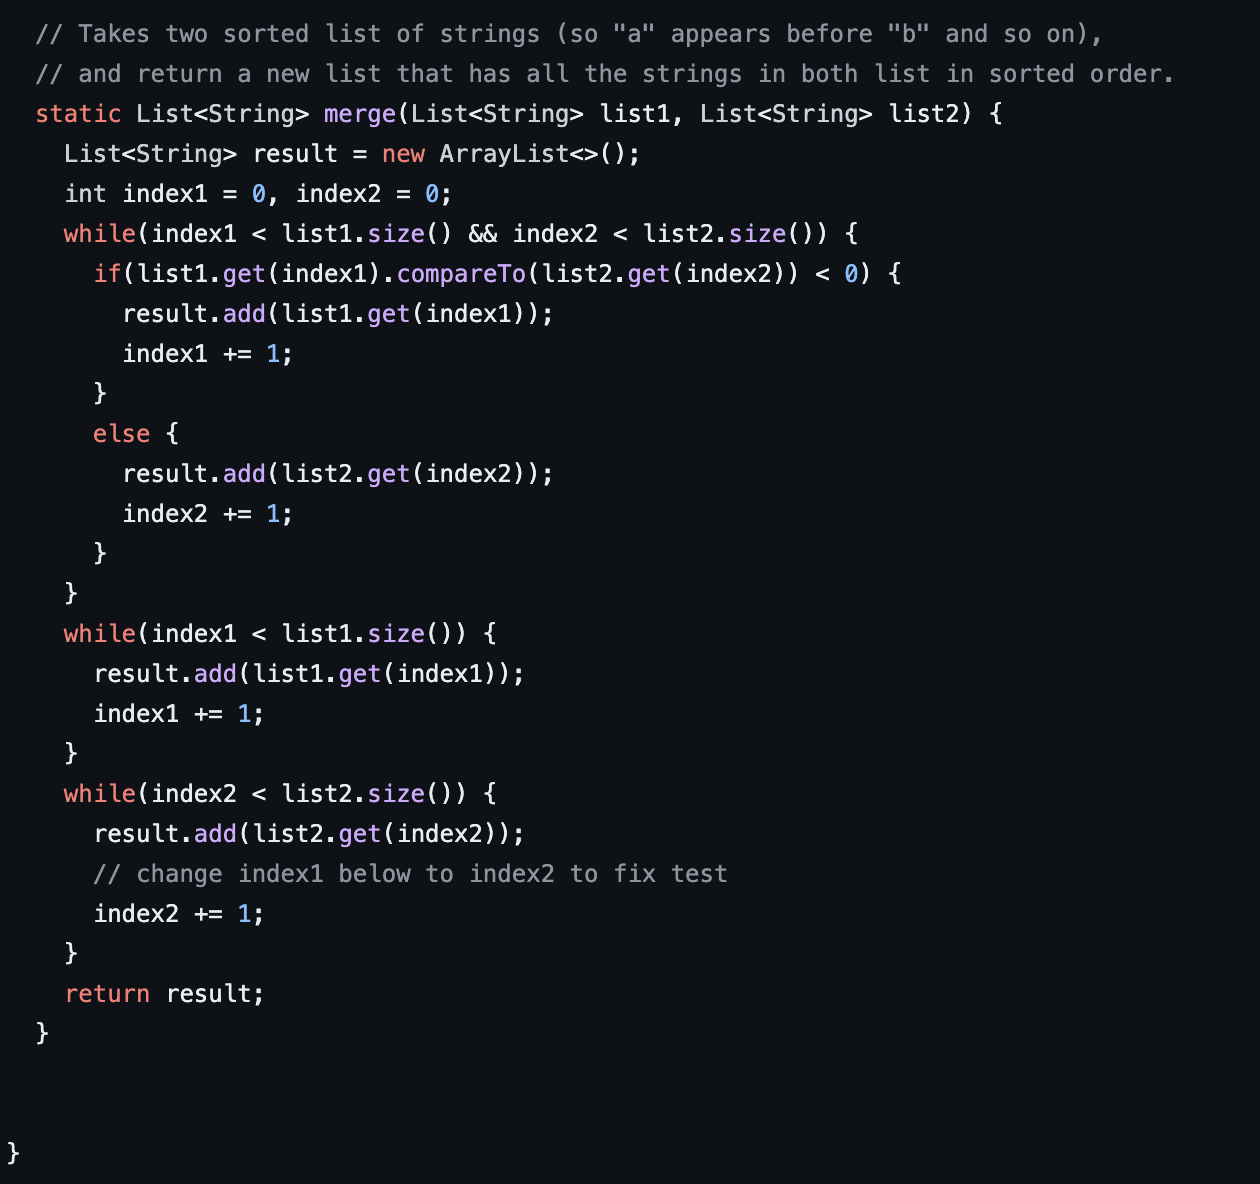 // Takes two sorted list of strings (so "a" appears before "b" and so on),
// and return a new list that has all the strings in both list in sorted order.
static List<String> merge(List<String> list1, List<String> list2) {
List<String> result = new ArrayList<>();
int index1 = 0, index2 = 0;
while(index1 < list1.size() && index2 < list2.size()) {
if(list1.get(index1).compareTo(list2.get(index2)) < 0) {
result.add(list1.get(index1));
index1 += 1;
}
else {
result.add(list2.get(index2));
index2 += 1;
}
}
while(index1 < list1.size()) {
result.add(list1.get(index1));
index1 += 1;
}
while(index2 < list2.size()) {
result.add(list2.get(index2));
// change index1 below to index2 to fix test
index2 += 1;
}
return result;
}
}